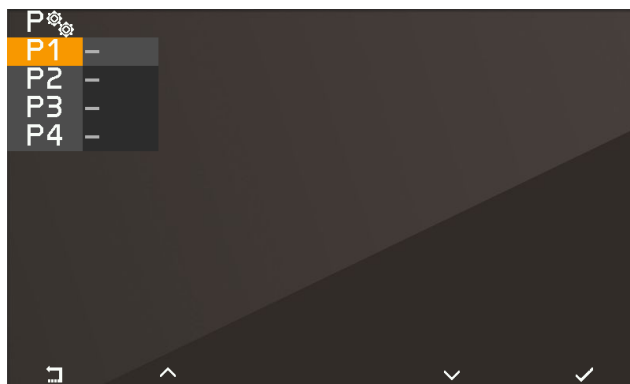 P
P1 –
P2 –
P3 –
P4 –